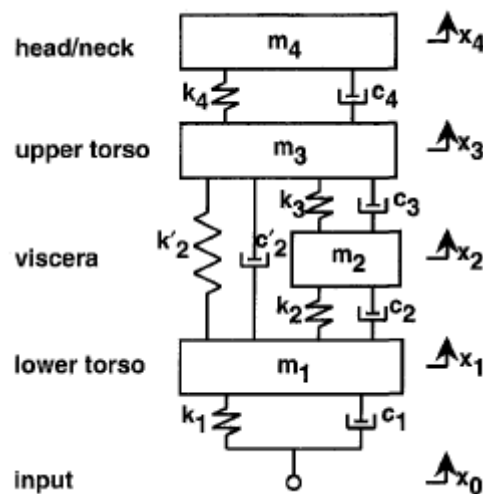 head/neck m₄ x₄
k₄ c₄
upper torso m₃ x₃
k₃ c₃
k′₂ c′₂
viscera m₂ x₂
k₂ c₂
lower torso m₁ x₁
k₁ c₁
input x₀